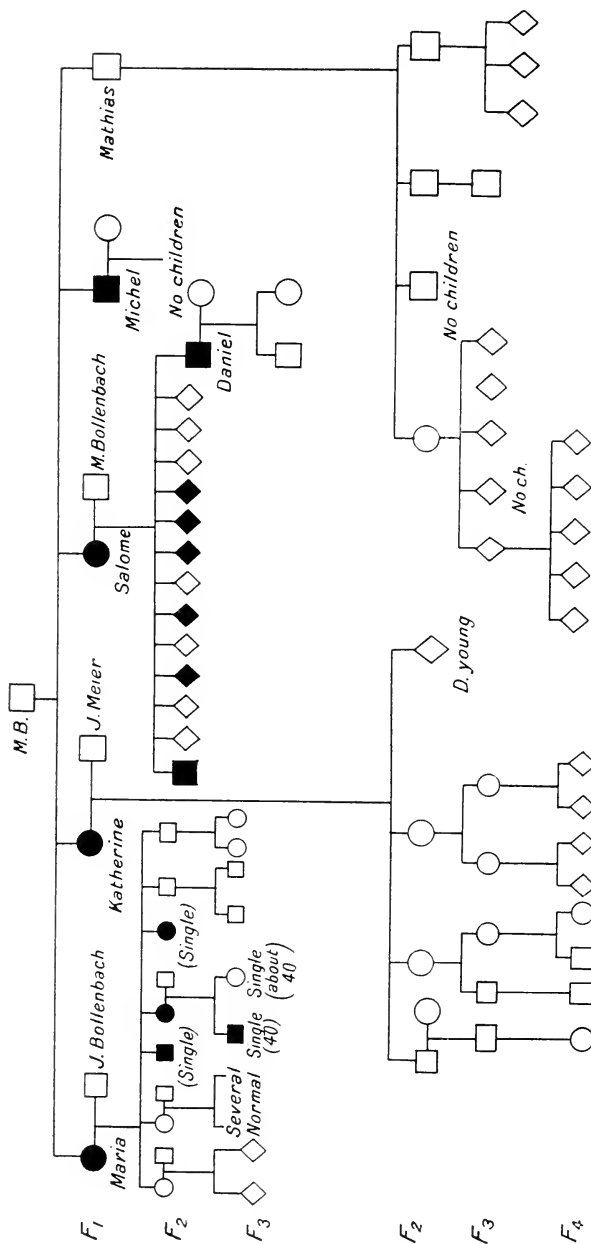 M.B.
J. Bollenbach
J. Meier
M. Bollenbach
F₁
Maria
Katherine
Salome
Michel
Mathias
No children
F₂
(Single)
(Single)
Daniel
F₃
Several
Normal
Single
(40)
Single
(about
40
D. young
No children
F₂
F₃
No ch.
F₄